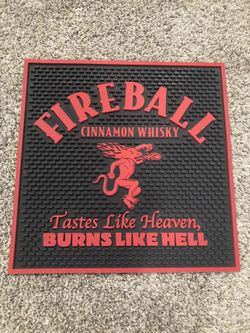 FIREBALL
CINNAMON WHISKY
Tastes Like Heaven,
BURNS LIKE HELL